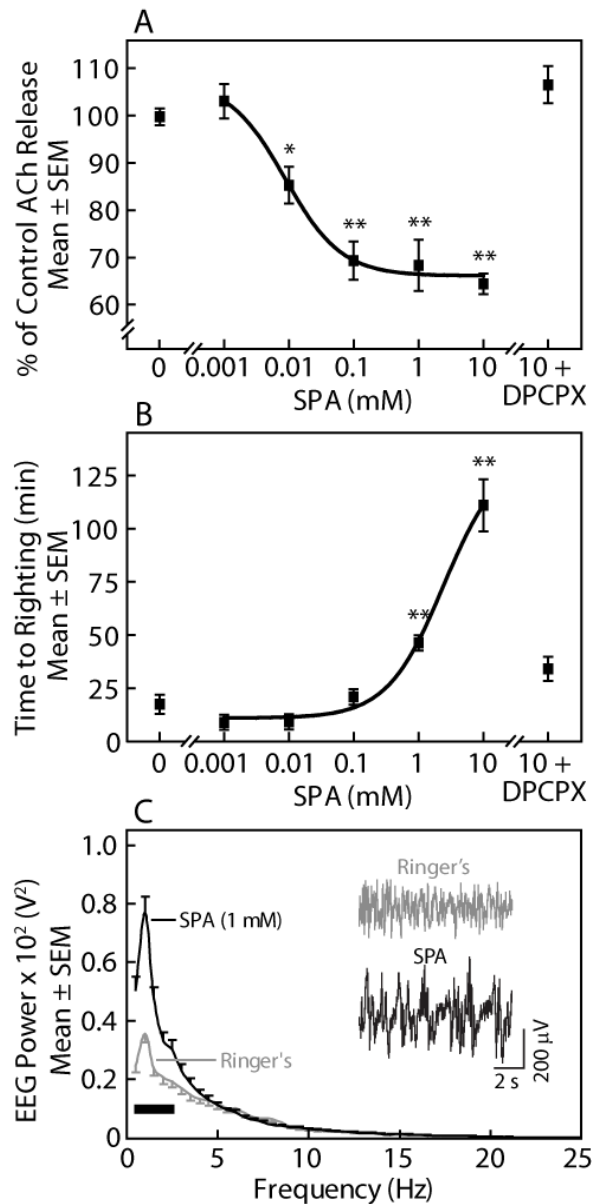 A
% of Control ACh Release
Mean ± SEM
110
100
90
80
70
60
*
**
**
**
0
0.001
0.01
0.1
1
10
10 +
DPCPX
SPA (mM)
B
Time to Righting (min)
Mean ± SEM
125
100
75
50
25
0
**
**
0
0.001
0.01
0.1
1
10
10 +
DPCPX
SPA (mM)
C
EEG Power x 10² (V²)
Mean ± SEM
1.0
0.8
0.6
0.4
0.2
0
SPA (1 mM)
Ringer's
Ringer's
SPA
200 µV
2 s
0
5
10
15
20
25
Frequency (Hz)